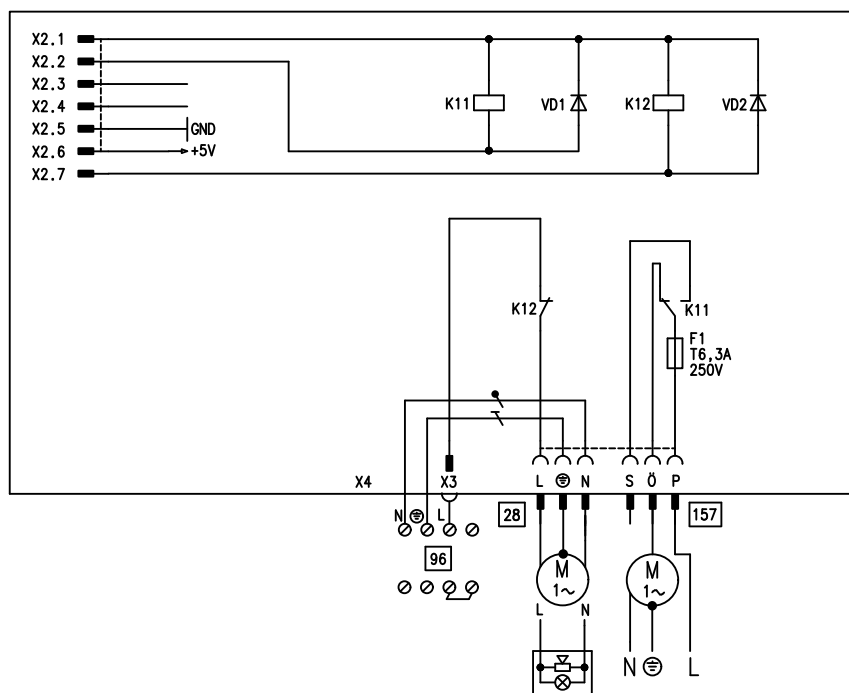 X2.1
X2.2
X2.3
X2.4
X2.5 GND
X2.6 +5V
X2.7
K11 VD1 K12 VD2
K12 K11
F1
T6,3A
250V
X4 X3 L N S Ö P
N L 28 157
96
M M
1~ 1~
L N
N L